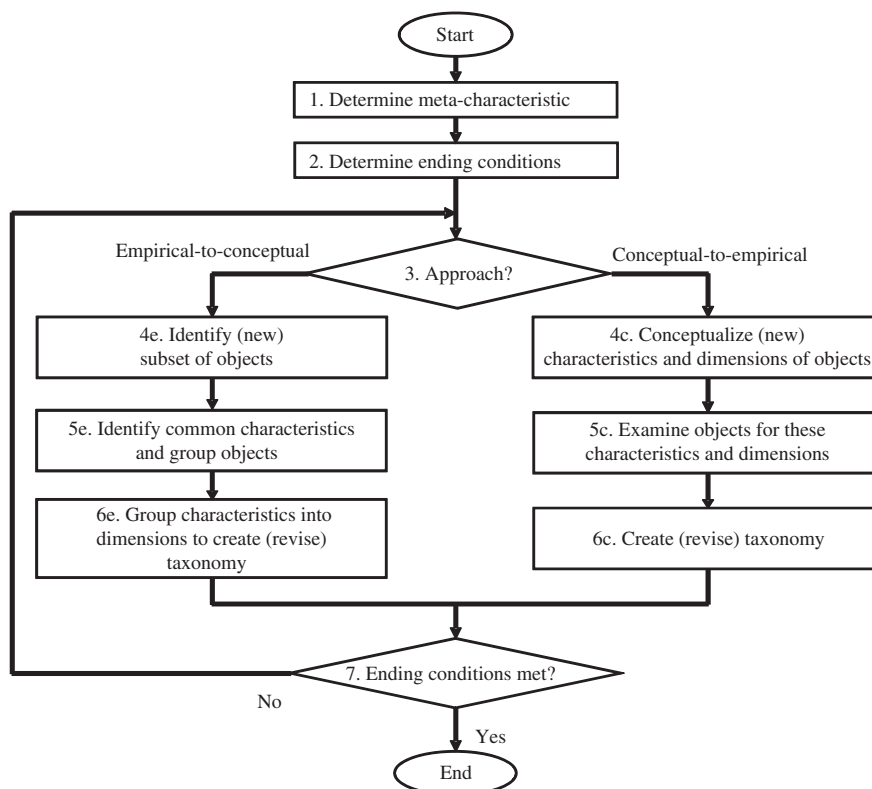 Start
1. Determine meta-characteristic
2. Determine ending conditions
Empirical-to-conceptual
Conceptual-to-empirical
3. Approach?
4e. Identify (new)
subset of objects
4c. Conceptualize (new)
characteristics and dimensions of objects
5e. Identify common characteristics
and group objects
5c. Examine objects for these
characteristics and dimensions
6e. Group characteristics into
dimensions to create (revise)
taxonomy
6c. Create (revise) taxonomy
7. Ending conditions met?
No
Yes
End